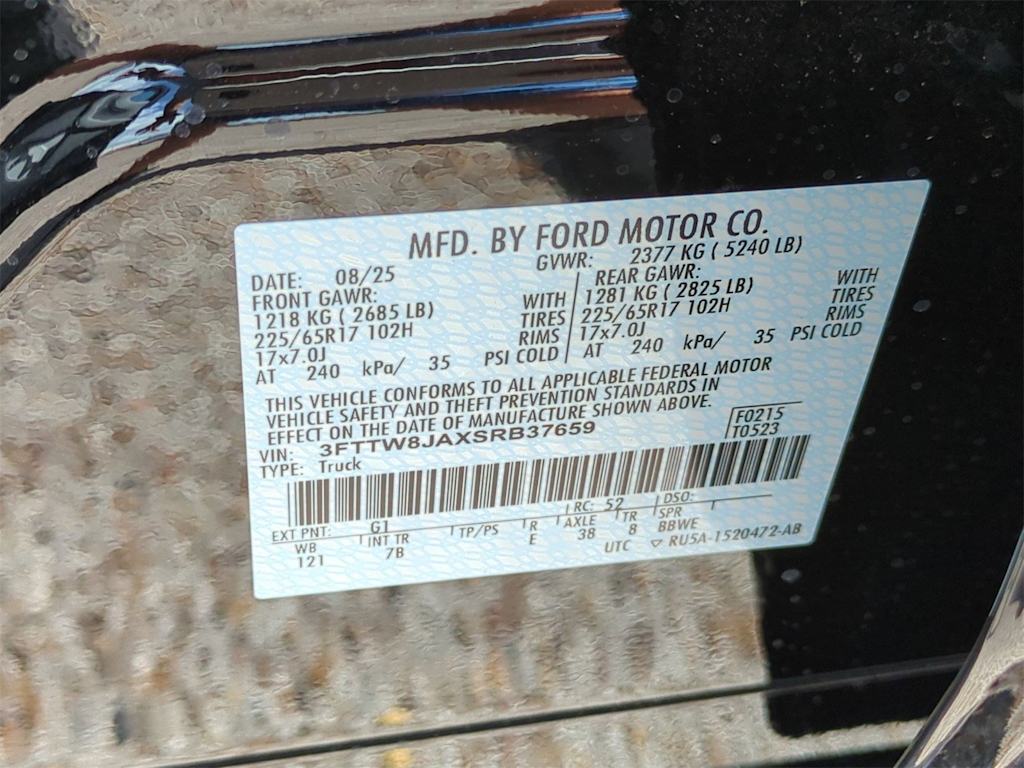 MFD. BY FORD MOTOR CO.
DATE: 08/25 GVWR: 2377 KG ( 5240 LB)
FRONT GAWR: WITH REAR GAWR: WITH
1218 KG ( 2685 LB) TIRES 1281 KG ( 2825 LB) TIRES
225/65R17 102H RIMS 225/65R17 102H RIMS
17x7.0J 17x7.0J
AT 240 kPa/ 35 PSI COLD AT 240 kPa/ 35 PSI COLD
THIS VEHICLE CONFORMS TO ALL APPLICABLE FEDERAL MOTOR
VEHICLE SAFETY AND THEFT PREVENTION STANDARDS IN
EFFECT ON THE DATE OF MANUFACTURE SHOWN ABOVE.
VIN: 3FTTW8JAXSRB37659 F0215
TYPE: Truck T0523
EXT PNT: G1 RC: 52 DSO:
WB INT TR TP/PS R AXLE TR SPR
121 7B E 38 8 BBWE
UTC ▽ RU5A-1520472-AB